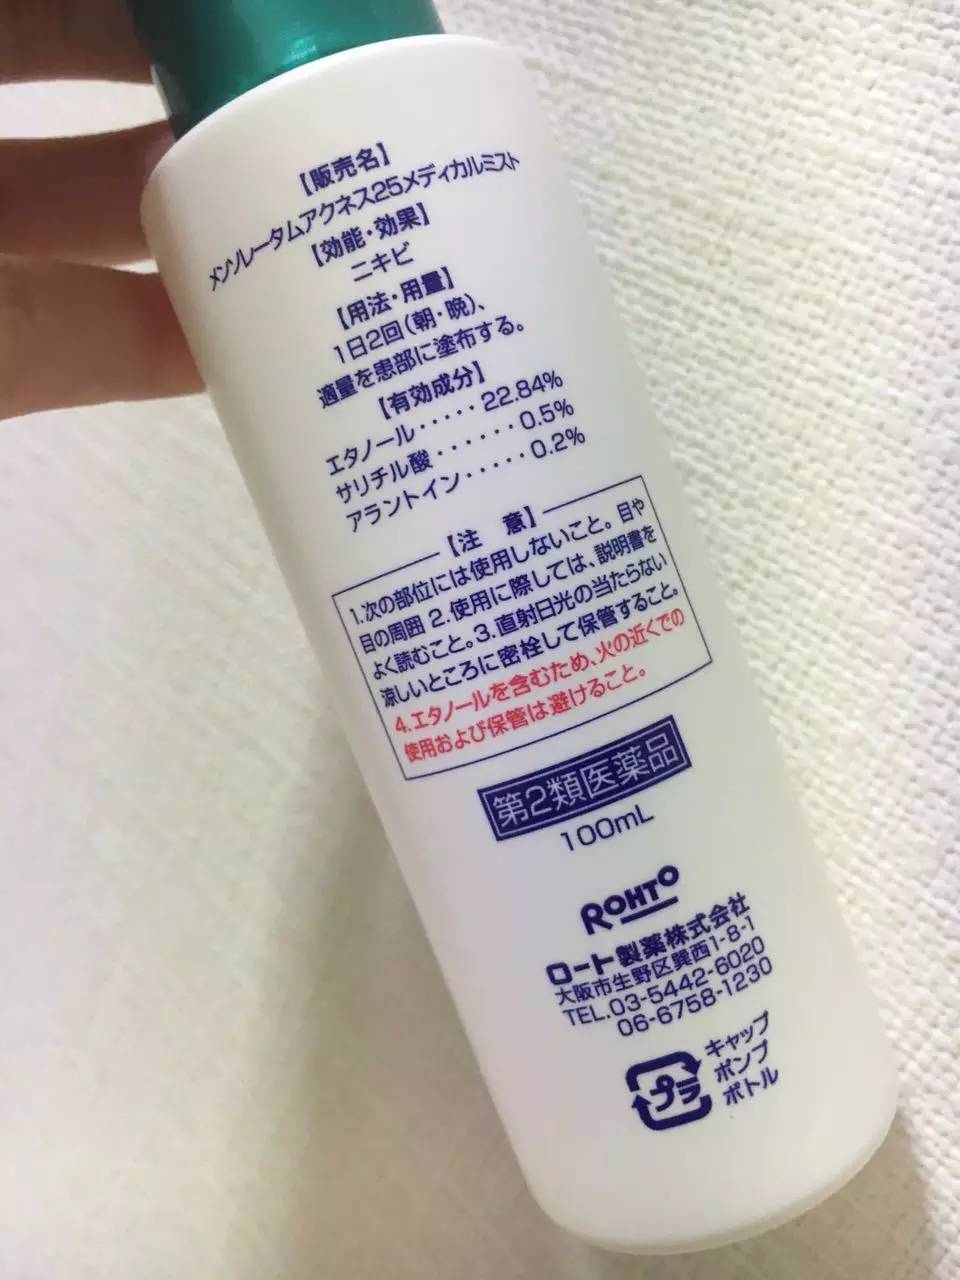 【販売名】
メンソレータムアクネス25メディカルミスト
【効能・効果】
ニキビ
【用法・用量】
1日2回(朝・晩)、
適量を患部に塗布する。
【有効成分】
エタノール・・・・・22.84%
サリチル酸・・・・・・0.5%
アラントイン・・・・・0.2%
【注 意】
1.次の部位には使用しないこと。目や
目の周囲 2.使用に際しては、説明書を
よく読むこと。3.直射日光の当たらない
涼しいところに密栓して保管すること。
4.エタノールを含むため、火の近くでの
使用および保管は避けること。
第2類医薬品
100mL
ROHTO
ロート製薬株式会社
大阪市生野区巽西1-8-1
TEL.03-5442-6020
06-6758-1230
キャップ
プラ ポンプ
ボトル